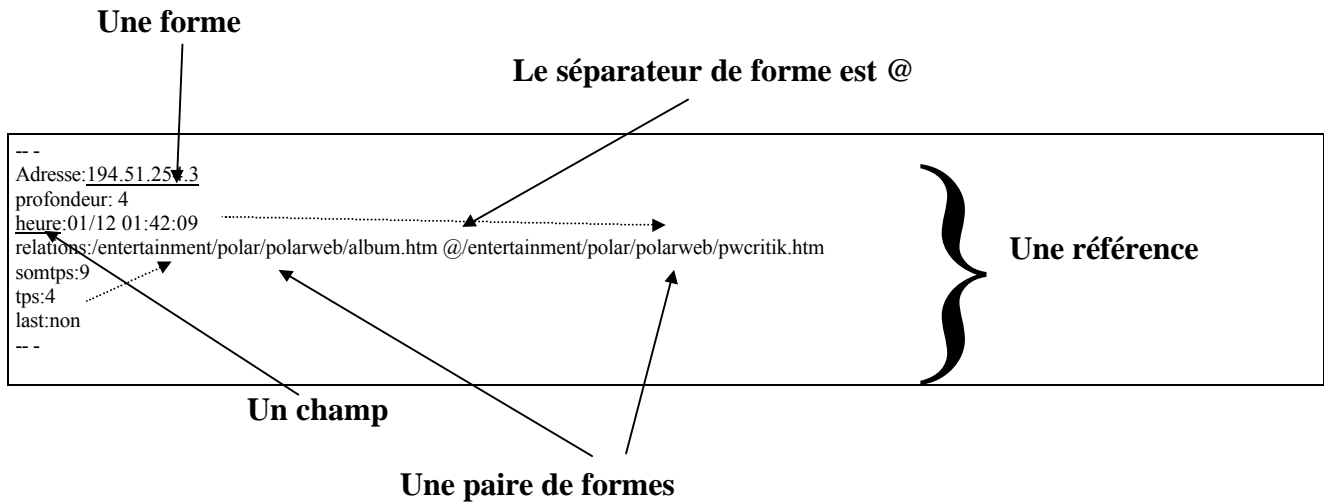 Une forme
Le séparateur de forme est @
-- -
Adresse:194.51.254.3
profondeur: 4
heure:01/12 01:42:09
relations:/entertainment/polar/polarweb/album.htm @/entertainment/polar/polarweb/pwcritik.htm
somtps:9
tps:4
last:non
-- -
Une référence
Un champ
Une paire de formes